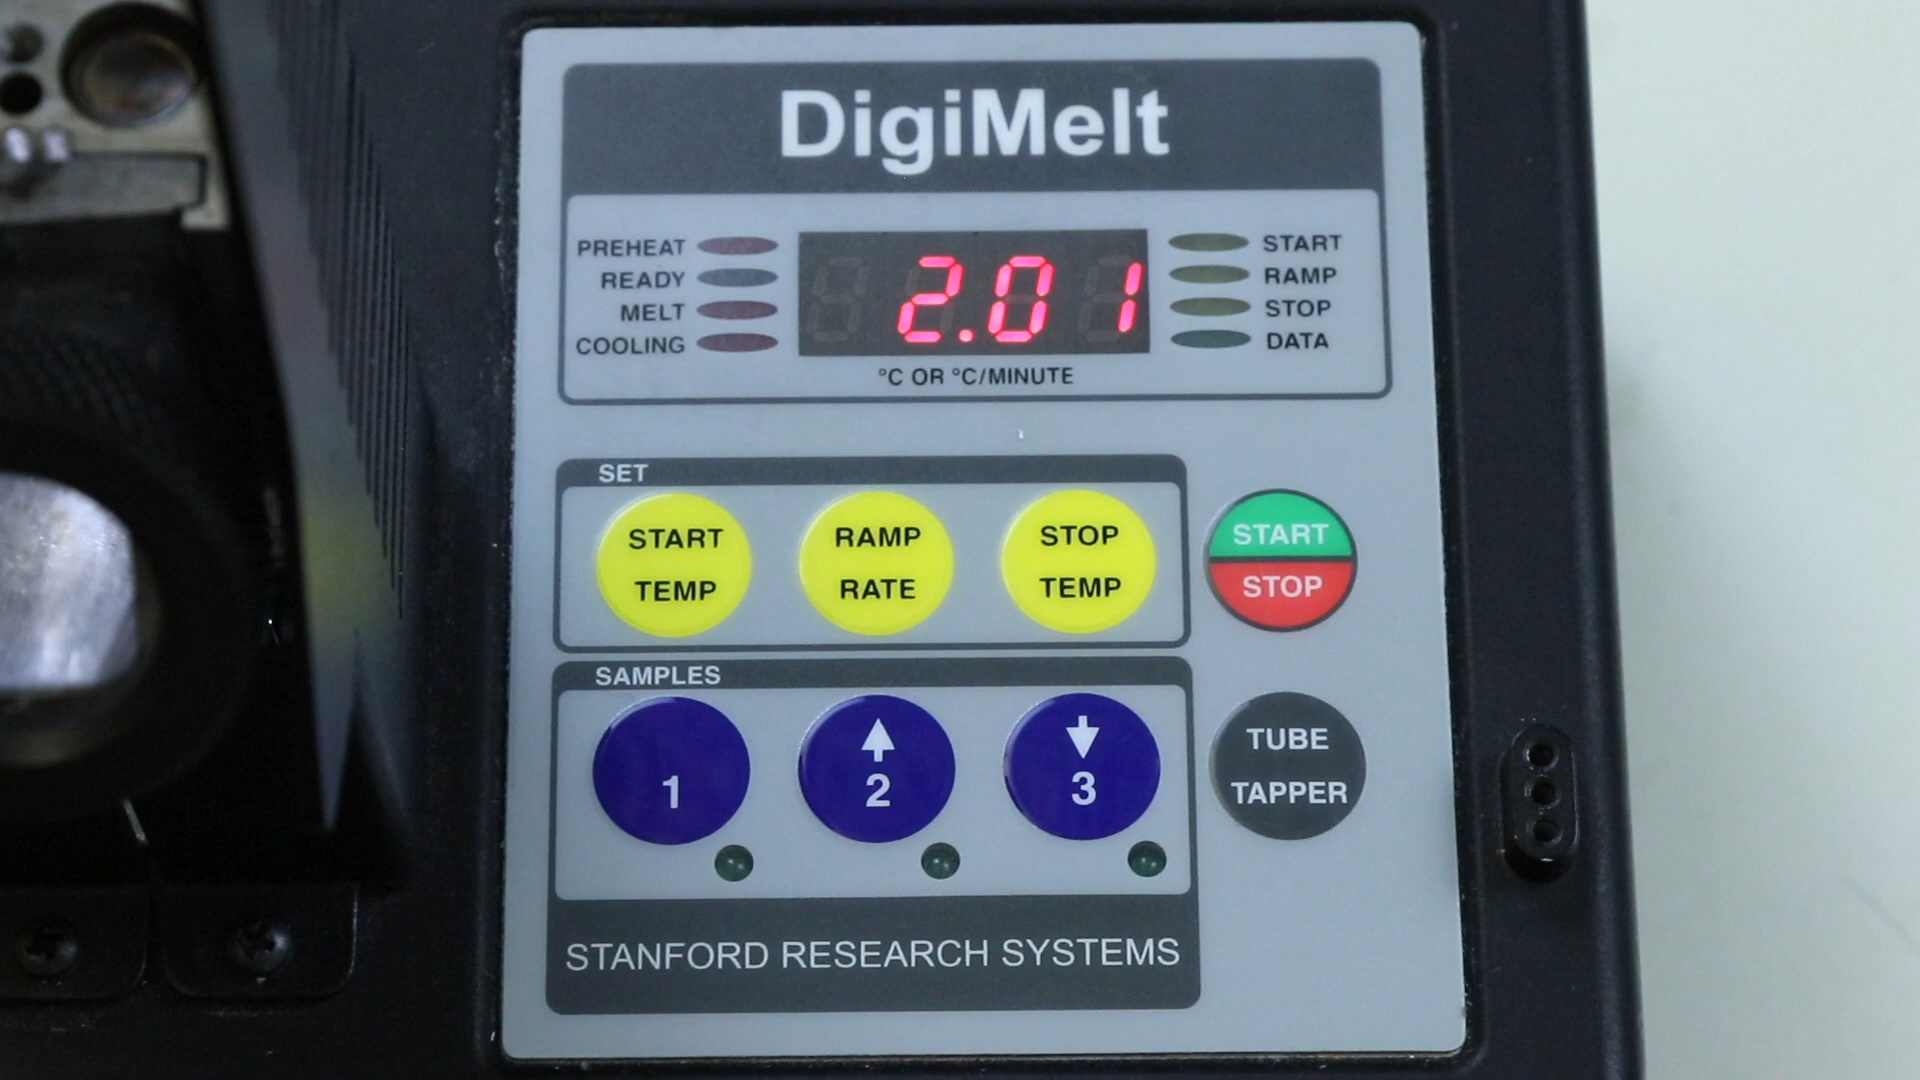 DigiMelt
PREHEAT
READY
MELT
COOLING
2.01
START
RAMP
STOP
DATA
°C OR °C/MINUTE
SET
START
TEMP
RAMP
RATE
STOP
TEMP
START
STOP
SAMPLES
1
2
3
TUBE
TAPPER
STANFORD RESEARCH SYSTEMS